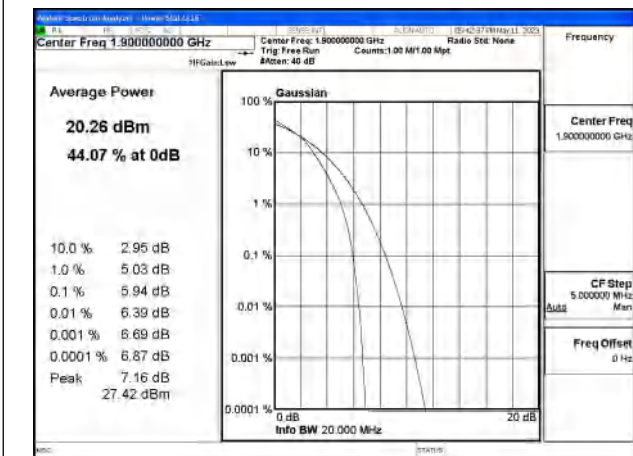 Center Freq 1.900000000 GHz
Center Freq: 1.900000000 GHz
Radio Std: None
Trig: Free Run
Counts:1.00 M/1.00 Mpt
#IFGain:Low
#Atten: 40 dB
Frequency
Average Power
20.26 dBm
44.07 % at 0dB
10.0 % 2.95 dB
1.0 % 5.03 dB
0.1 % 5.94 dB
0.01 % 6.39 dB
0.001 % 6.69 dB
0.0001 % 6.87 dB
Peak 7.16 dB
27.42 dBm
Gaussian
100 %
10 %
1 %
0.1 %
0.01 %
0.001 %
0.0001 %
0 dB
20 dB
Info BW 20.000 MHz
Center Freq
1.900000000 GHz
CF Step
5.000000 MHz
Auto Man
Freq Offset
0 Hz
MSG
STATUS